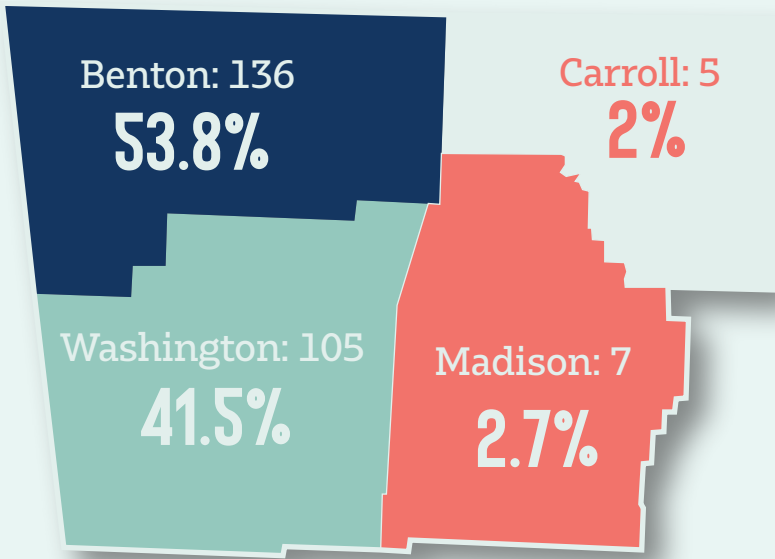 Benton: 136
53.8%
Carroll: 5
2%
Washington: 105
41.5%
Madison: 7
2.7%